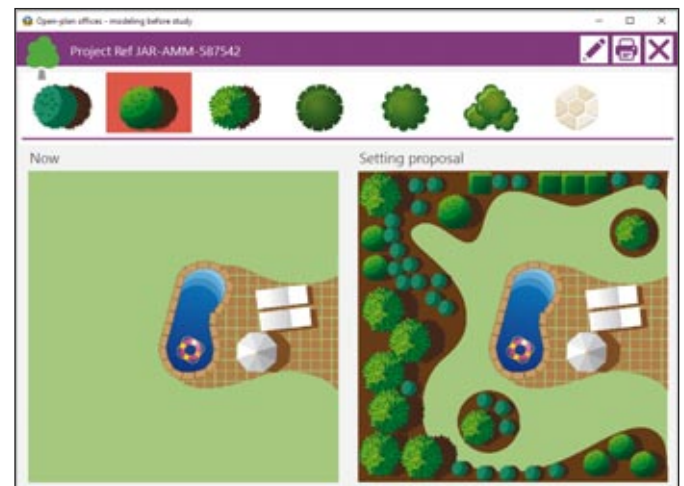 Open-plan offices - modeling before study
Project Ref JAR-AMM-587542
Now
Setting proposal